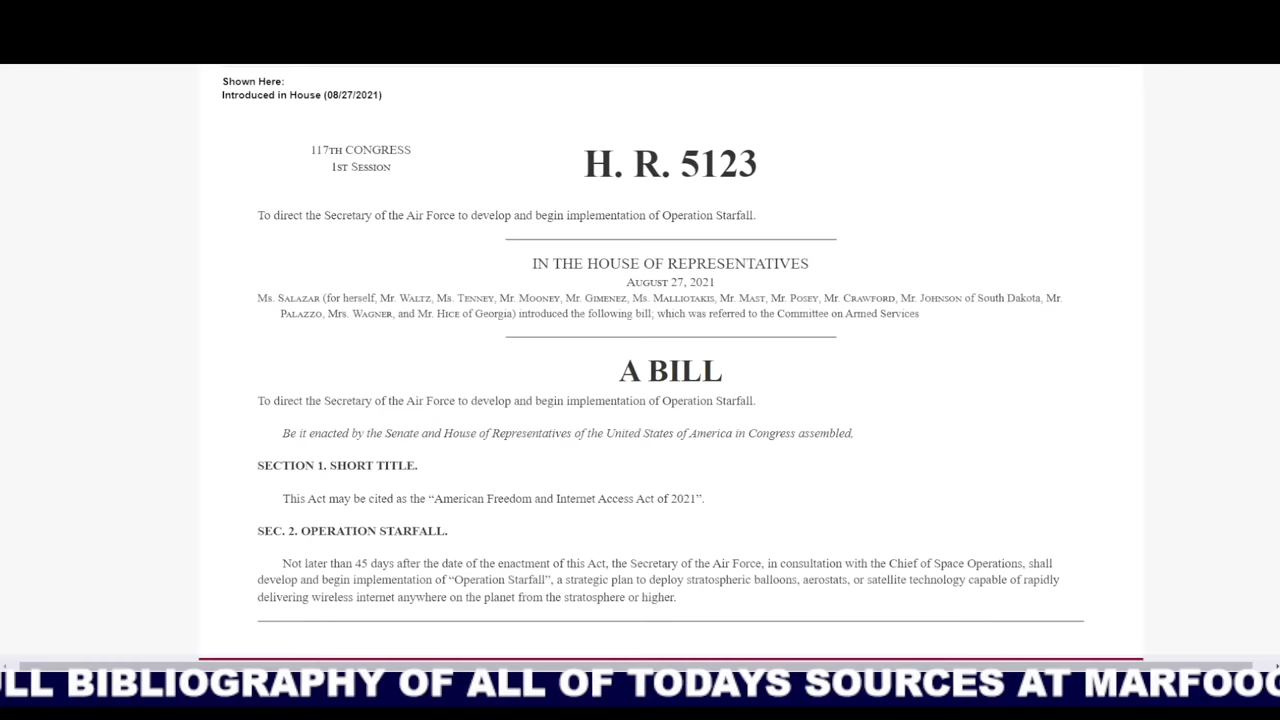 Shown Here:
Introduced in House (08/27/2021)
117TH CONGRESS
1ST SESSION
H. R. 5123
To direct the Secretary of the Air Force to develop and begin implementation of Operation Starfall.
IN THE HOUSE OF REPRESENTATIVES
AUGUST 27, 2021
Ms. SALAZAR (for herself, Mr. WALTZ, Ms. TENNEY, Mr. MOONEY, Mr. GIMENEZ, Ms. MALLIOTAKIS, Mr. MAST, Mr. POSEY, Mr. CRAWFORD, Mr. JOHNSON of South Dakota, Mr.
PALAZZO, Mrs. WAGNER, and Mr. HICE of Georgia) introduced the following bill; which was referred to the Committee on Armed Services
A BILL
To direct the Secretary of the Air Force to develop and begin implementation of Operation Starfall.
Be it enacted by the Senate and House of Representatives of the United States of America in Congress assembled,
SECTION 1. SHORT TITLE.
This Act may be cited as the “American Freedom and Internet Access Act of 2021”.
SEC. 2. OPERATION STARFALL.
Not later than 45 days after the date of the enactment of this Act, the Secretary of the Air Force, in consultation with the Chief of Space Operations, shall
develop and begin implementation of “Operation Starfall”, a strategic plan to deploy stratospheric balloons, aerostats, or satellite technology capable of rapidly
delivering wireless internet anywhere on the planet from the stratosphere or higher.
LL BIBLIOGRAPHY OF ALL OF TODAYS SOURCES AT MARFOO